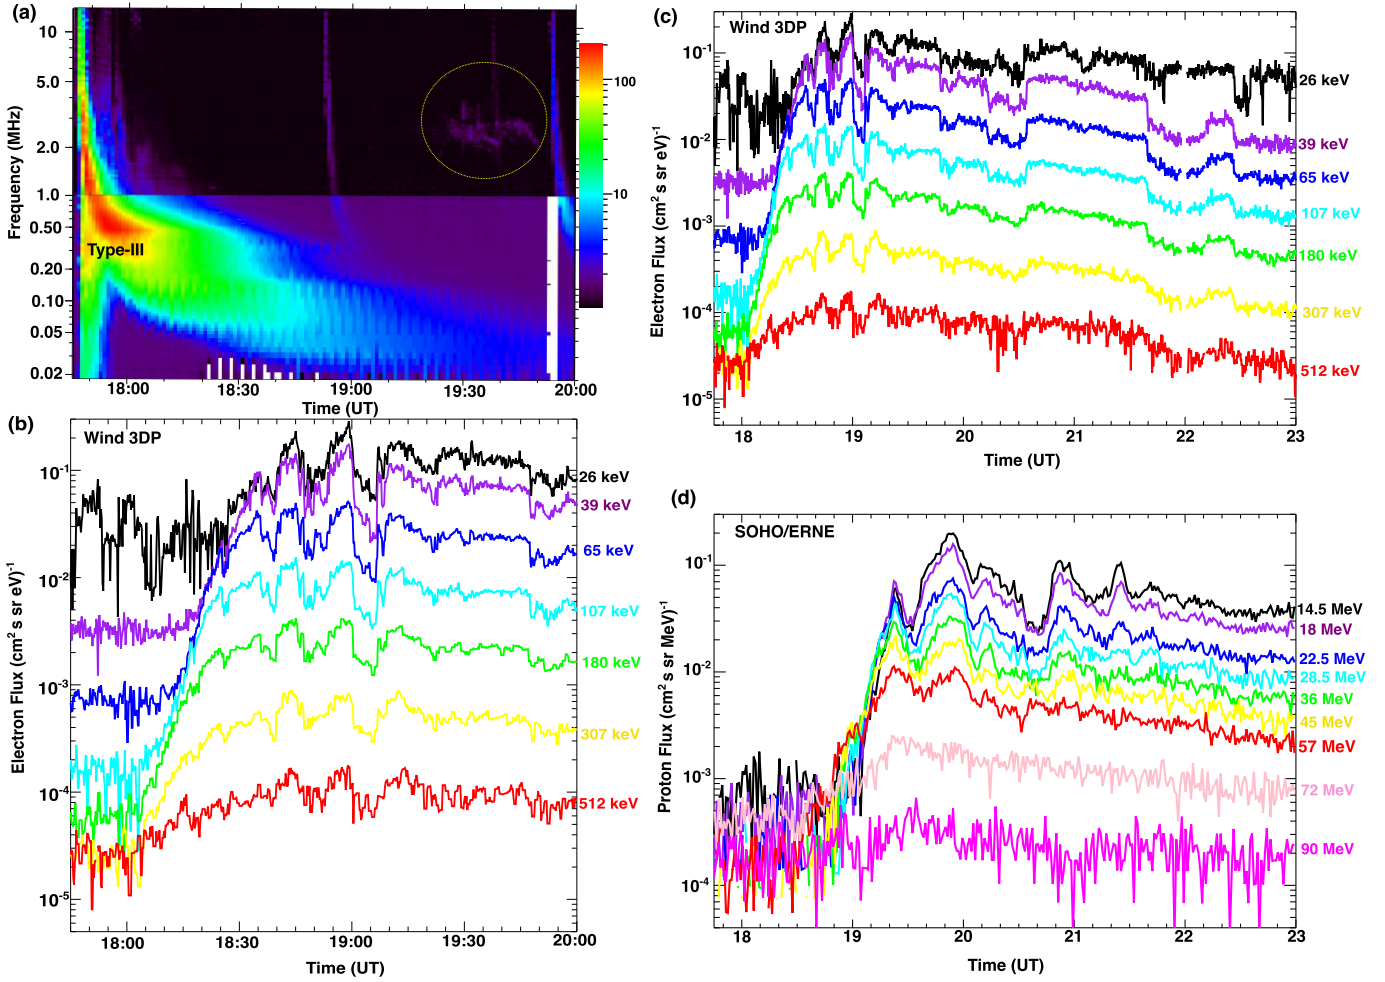 (a)
Frequency (MHz)
10
5.0
2.0
1.0
1.0
0.50
0.20
0.10
0.05
0.02
Type-III
100
10
18:00
18:30
19:00
19:30
20:00
Time (UT)
(b)
Wind 3DP
Electron Flux (cm² s sr eV)⁻¹
10⁻¹
10⁻²
10⁻³
10⁻⁴
10⁻⁵
26 keV
39 keV
65 keV
107 keV
180 keV
307 keV
512 keV
18:00
18:30
19:00
19:30
20:00
Time (UT)
(c)
Wind 3DP
Electron Flux (cm² s sr eV)⁻¹
10⁻¹
10⁻²
10⁻³
10⁻⁴
10⁻⁵
26 keV
39 keV
65 keV
107 keV
180 keV
307 keV
512 keV
18
19
20
21
22
23
Time (UT)
(d)
SOHO/ERNE
Proton Flux (cm² s sr MeV)⁻¹
10⁻¹
10⁻²
10⁻³
10⁻⁴
14.5 MeV
18 MeV
22.5 MeV
28.5 MeV
36 MeV
45 MeV
57 MeV
72 MeV
90 MeV
18
19
20
21
22
23
Time (UT)